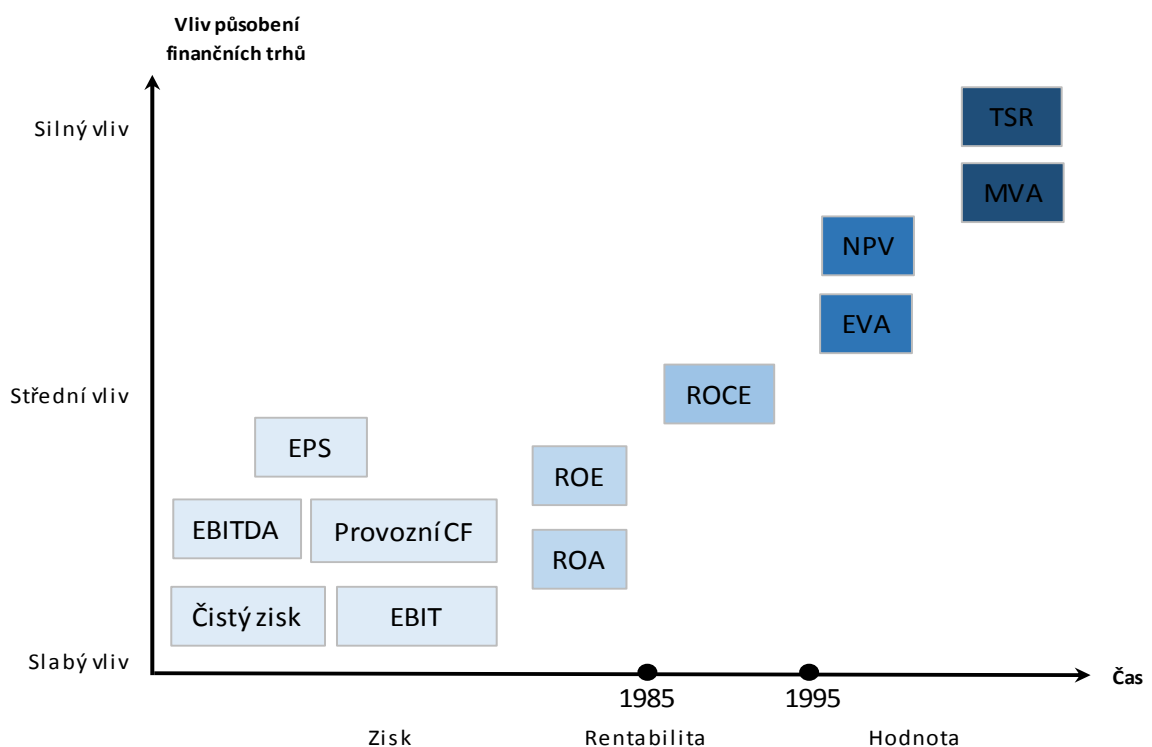 Vliv působení
finančních trhů
Silný vliv
TSR
MVA
NPV
EVA
Střední vliv
ROCE
EPS
ROE
EBITDA
Provozní CF
ROA
Čistý zisk
EBIT
Slabý vliv
Čas
1985
1995
Zisk
Rentabilita
Hodnota